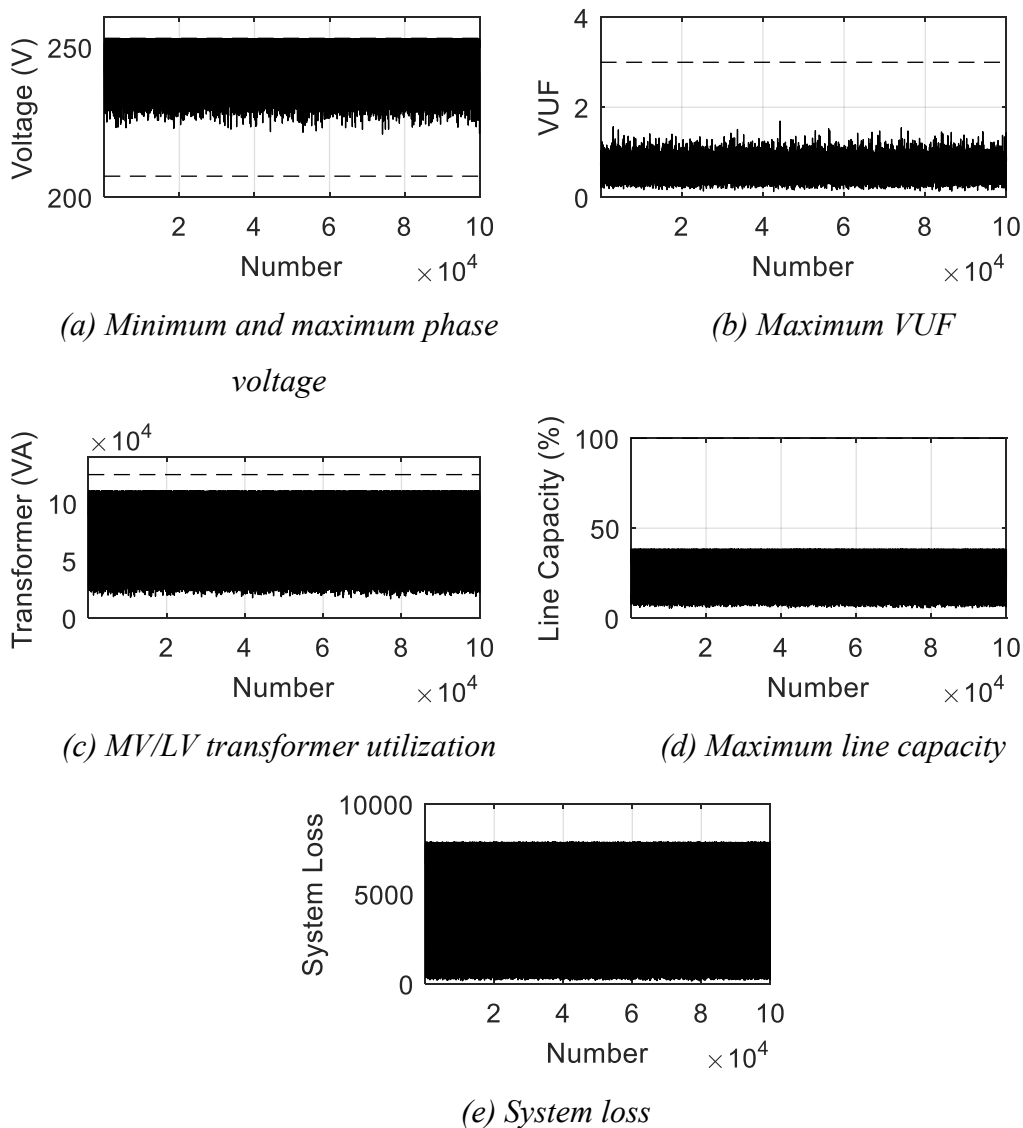 Voltage (V)
250
200
2 4 6 8 10
Number
×10^4
(a) Minimum and maximum phase
voltage
VUF
4
2
0
2 4 6 8 10
Number
×10^4
(b) Maximum VUF
Transformer (VA)
×10^4
10
5
0
2 4 6 8 10
Number
×10^4
(c) MV/LV transformer utilization
Line Capacity (%)
100
50
0
2 4 6 8 10
Number
×10^4
(d) Maximum line capacity
System Loss
10000
5000
0
2 4 6 8 10
Number
×10^4
(e) System loss